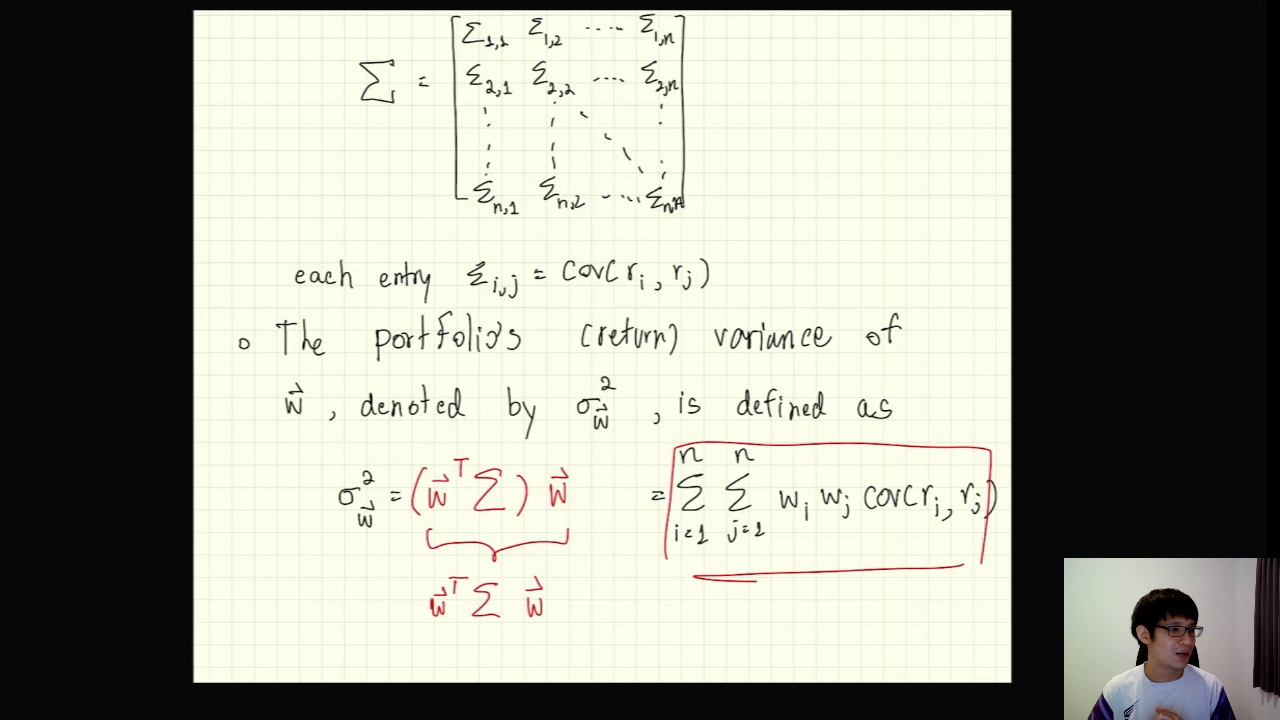 Σ = [ Σ1,1 Σ1,2 ···· Σ1,n
Σ2,1 Σ2,2 ···· Σ2,n
Σn,1 Σn,2 ····· Σn,n ]
each entry Σi,j = cov(ri, rj)
o The portfolio's (return) variance of
w⃗, denoted by σ²w⃗, is defined as
σ²w⃗ = (w⃗ᵀ Σ) w⃗ = Σ(i=1 to n) Σ(j=1 to n) wi wj cov(ri, rj)
w⃗ᵀ Σ w⃗